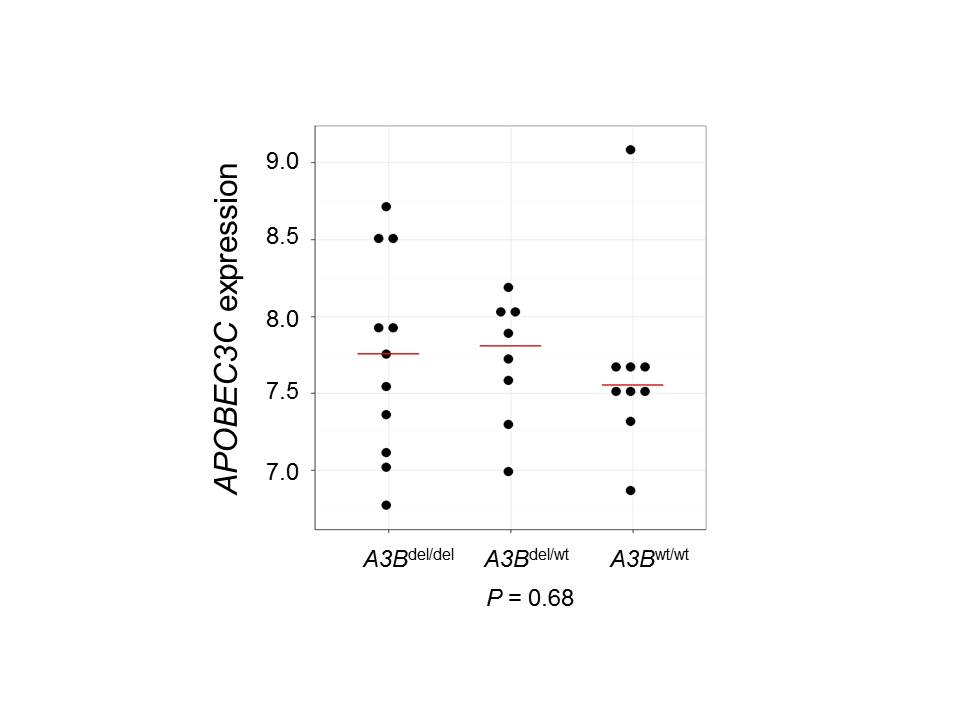 APOBEC3C expression
9.0
8.5
8.0
7.5
7.0
A3Bdel/del A3Bdel/wt A3Bwt/wt
P = 0.68